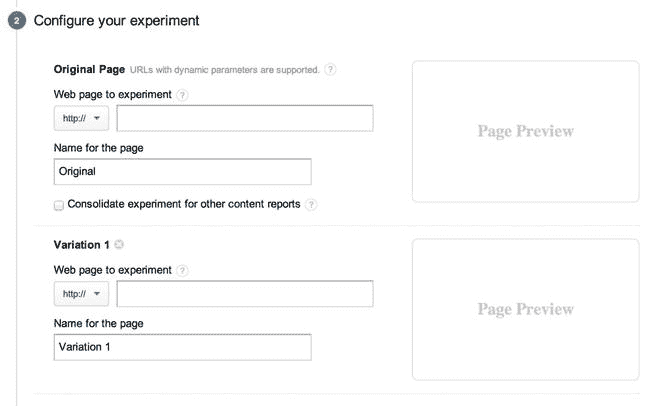 2 Configure your experiment
Original Page URLs with dynamic parameters are supported. ?
Web page to experiment ?
http://
Page Preview
Name for the page
Original
Consolidate experiment for other content reports ?
Variation 1
Web page to experiment ?
http://
Page Preview
Name for the page
Variation 1